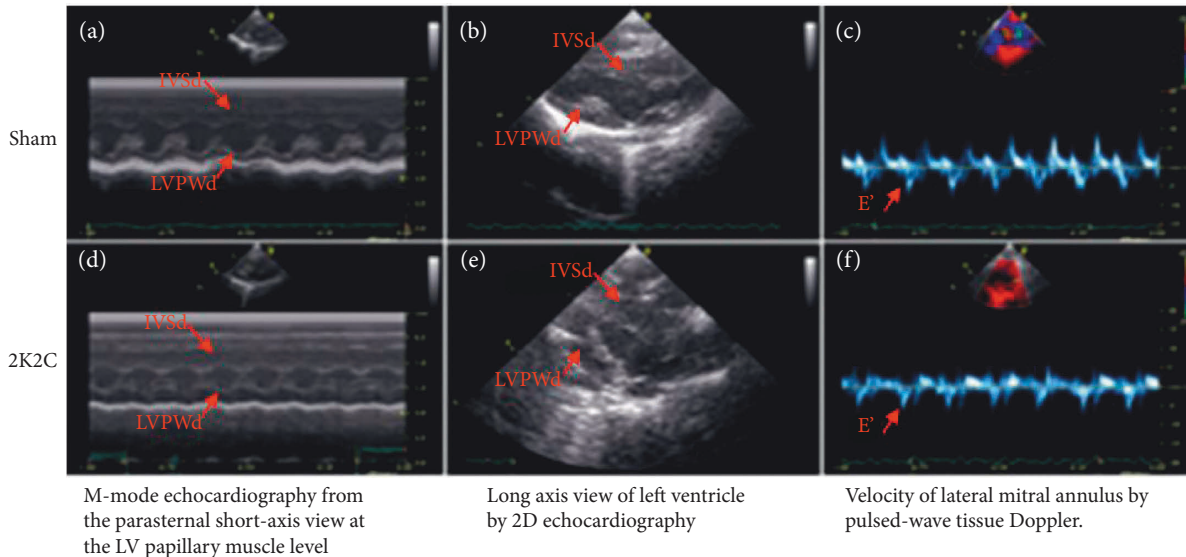 (a)
IVSd
LVPWd
(b)
IVSd
LVPWd
(c)
E'
Sham
(d)
IVSd
LVPWd
(e)
IVSd
LVPWd
(f)
E'
2K2C
M-mode echocardiography from
the parasternal short-axis view at
the LV papillary muscle level
Long axis view of left ventricle
by 2D echocardiography
Velocity of lateral mitral annulus by
pulsed-wave tissue Doppler.